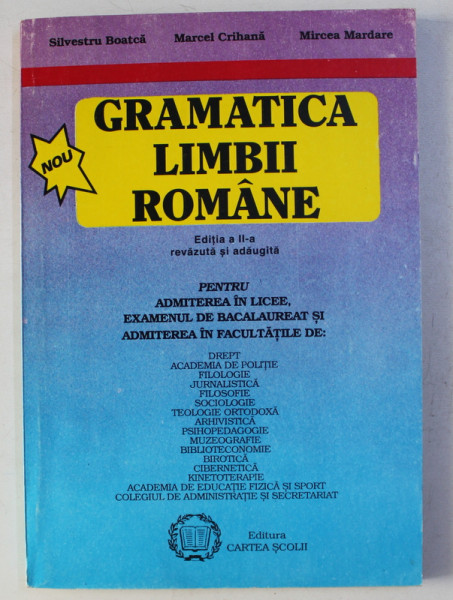 Silvestru Boatcă Marcel Crihană Mircea Mardare
NOU
GRAMATICA
LIMBII
ROMÂNE
Ediția a II-a
revăzută și adăugită
PENTRU
ADMITEREA ÎN LICEE,
EXAMENUL DE BACALAUREAT ȘI
ADMITEREA ÎN FACULTĂȚILE DE:
DREPT
ACADEMIA DE POLIȚIE
FILOLOGIE
JURNALISTICĂ
FILOSOFIE
SOCIOLOGIE
TEOLOGIE ORTODOXĂ
ARHIVISTICĂ
PSIHOPEDAGOGIE
MUZEOGRAFIE
BIBLIOTECONOMIE
BIROTICĂ
CIBERNETICĂ
KINETOTERAPIE
ACADEMIA DE EDUCAȚIE FIZICĂ ȘI SPORT
COLEGIUL DE ADMINISTRAȚIE ȘI SECRETARIAT
Editura
CARTEA ȘCOLII